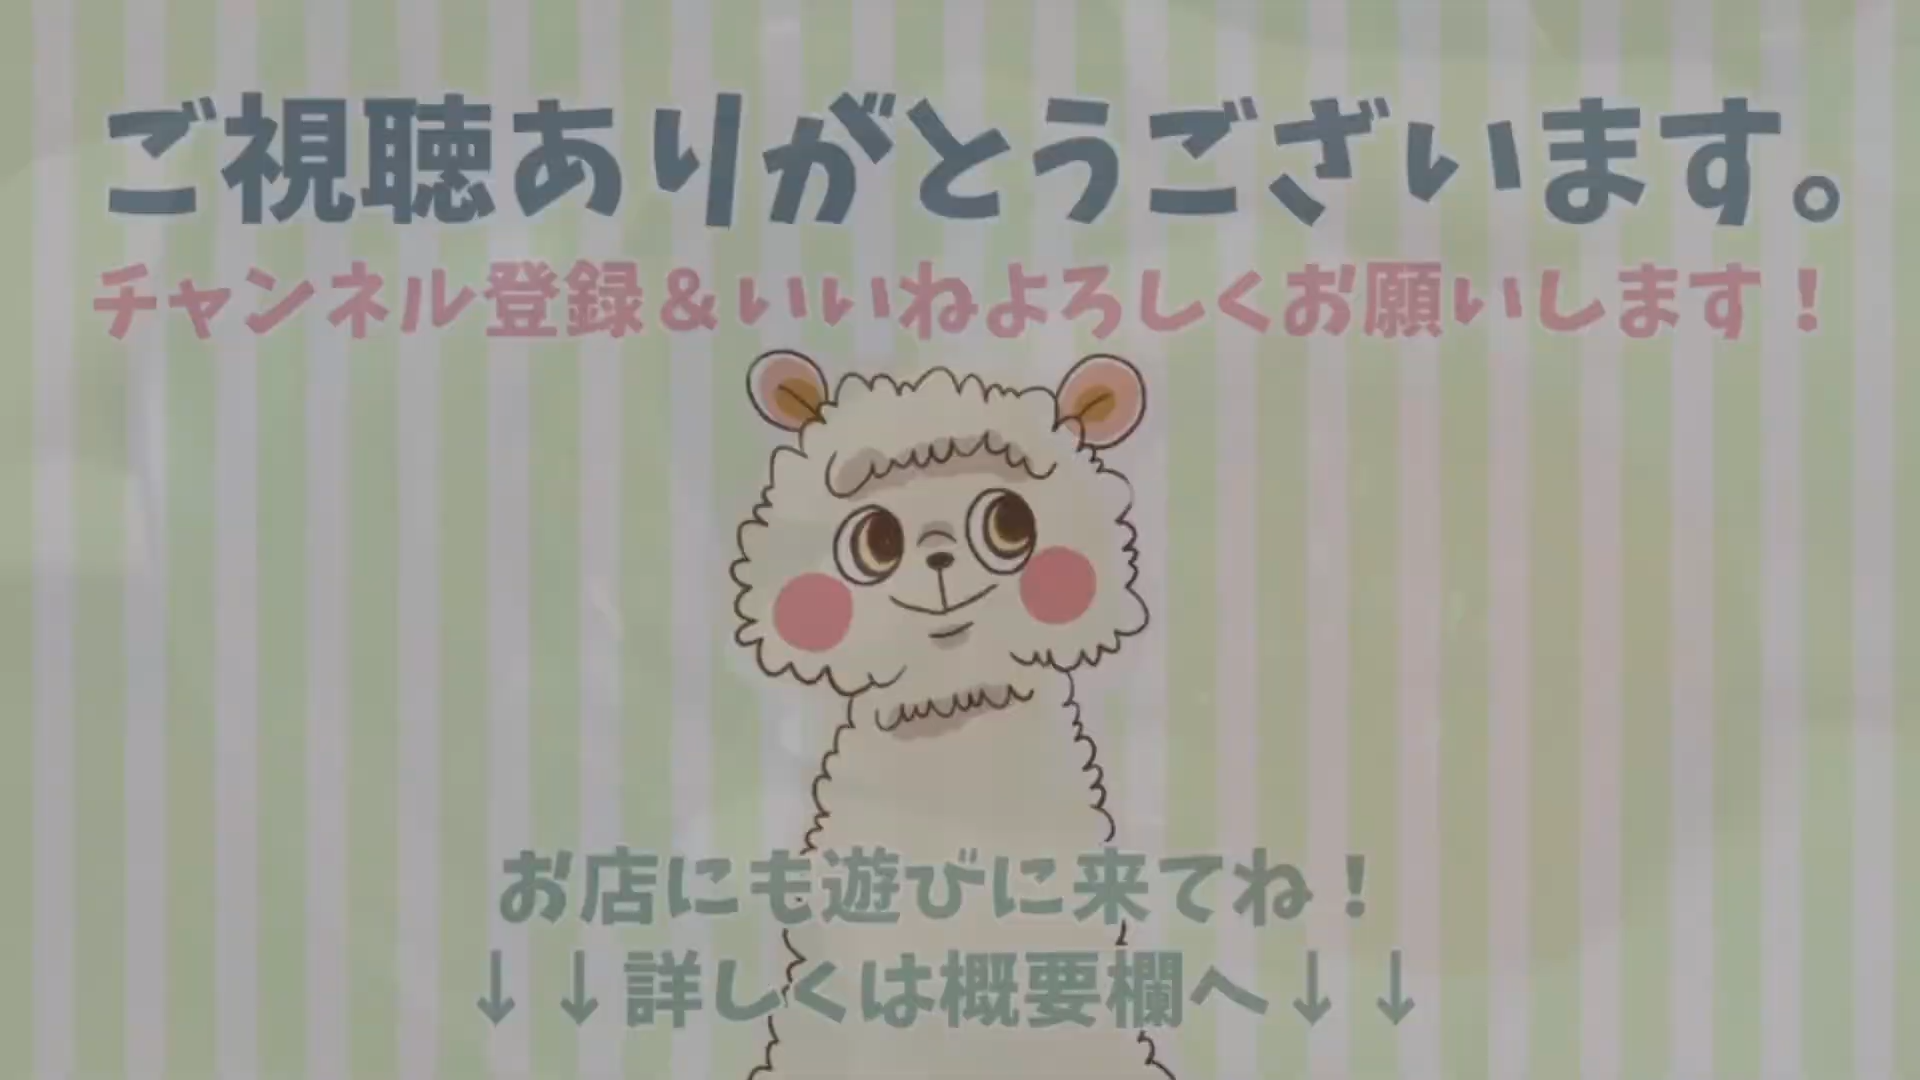 ご視聴ありがとうございます。
チャンネル登録&いいねよろしくお願いします!
お店にも遊びに来てね!
↓↓詳しくは概要欄へ↓↓